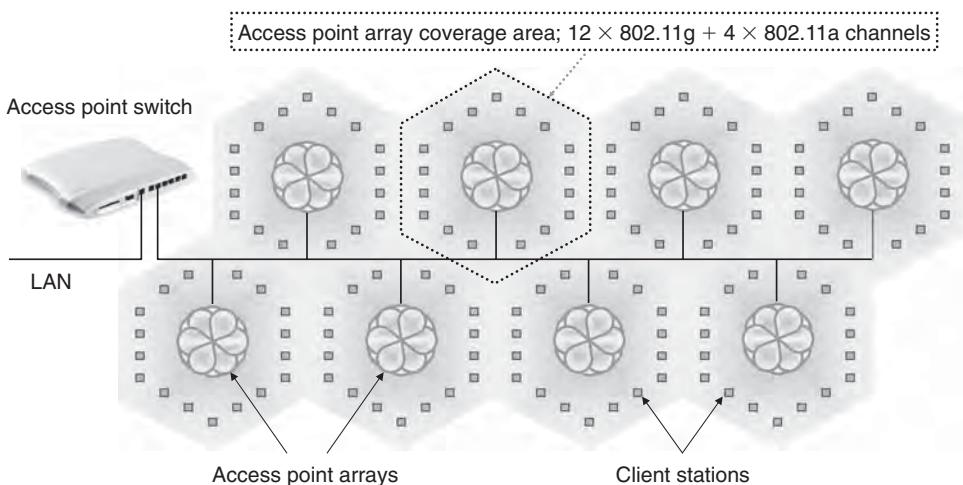 Access point array coverage area; 12 × 802.11g + 4 × 802.11a channels
Access point switch
LAN
Access point arrays
Client stations